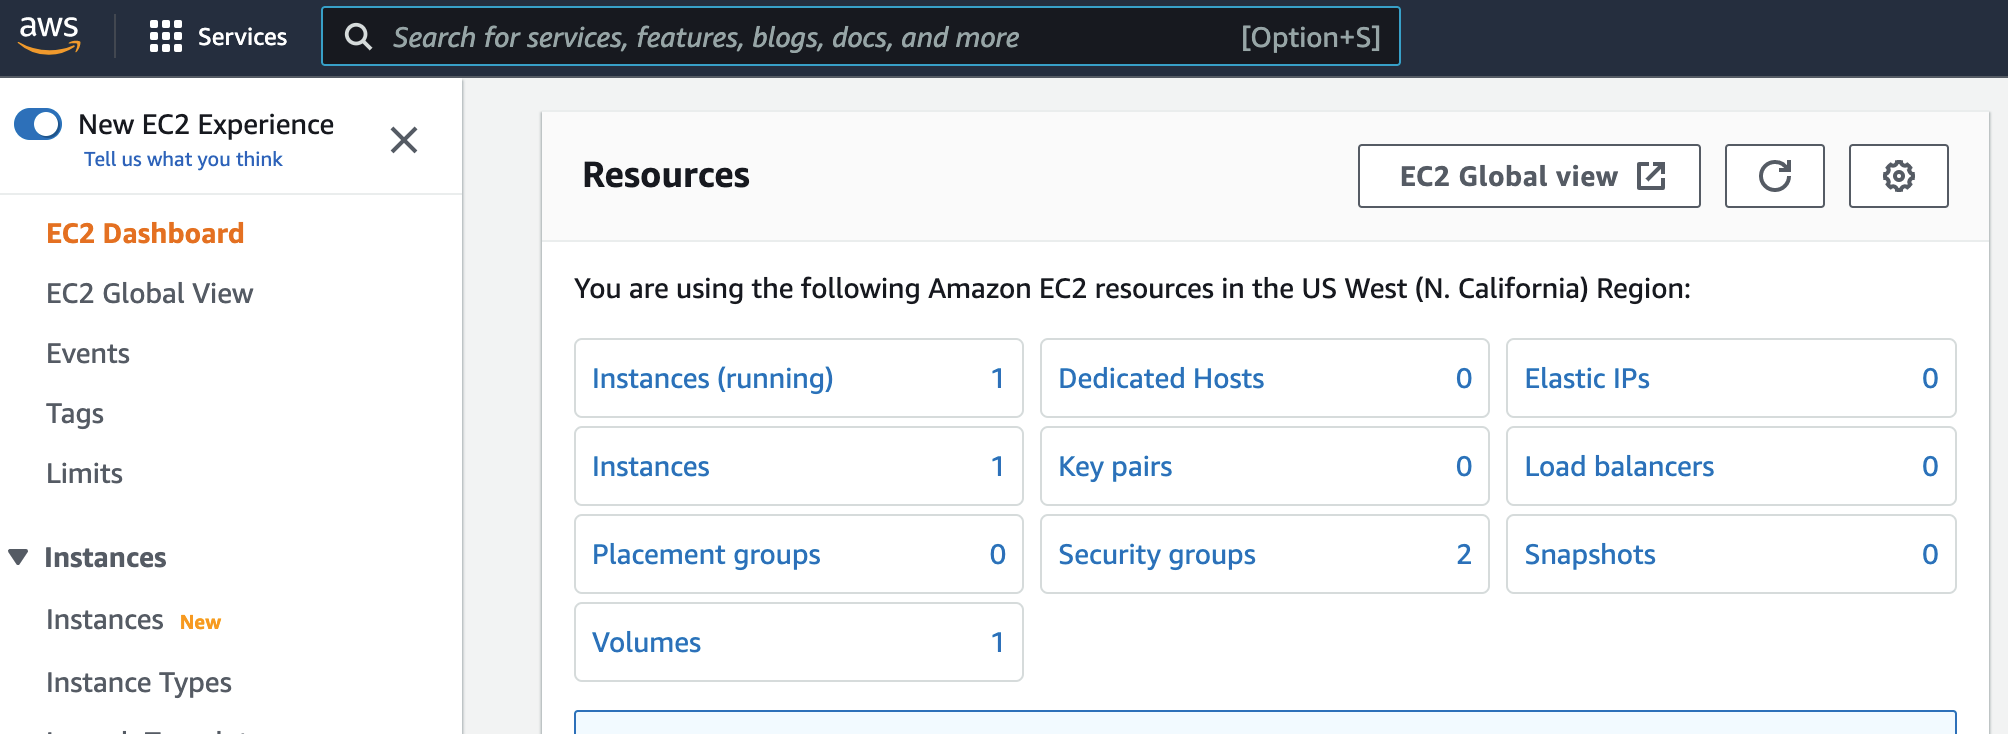 aws
Services
Search for services, features, blogs, docs, and more
[Option+S]
New EC2 Experience
Tell us what you think
EC2 Dashboard
EC2 Global View
Events
Tags
Limits
Instances
Instances New
Instance Types
Resources
EC2 Global view
You are using the following Amazon EC2 resources in the US West (N. California) Region:
Instances (running) 1
Dedicated Hosts 0
Elastic IPs 0
Instances 1
Key pairs 0
Load balancers 0
Placement groups 0
Security groups 2
Snapshots 0
Volumes 1